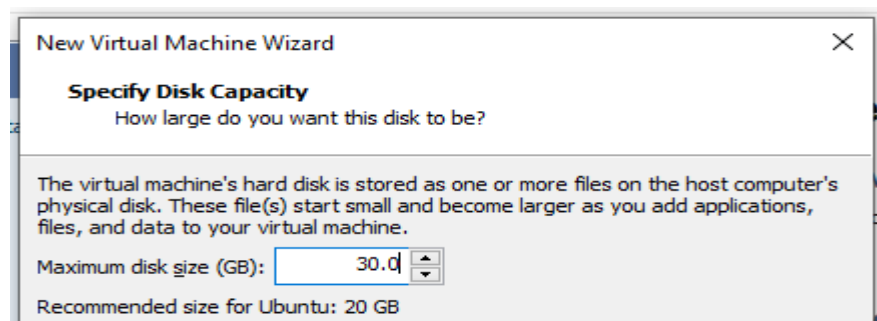 New Virtual Machine Wizard
Specify Disk Capacity
How large do you want this disk to be?
The virtual machine's hard disk is stored as one or more files on the host computer's
physical disk. These file(s) start small and become larger as you add applications,
files, and data to your virtual machine.
Maximum disk size (GB): 30.0
Recommended size for Ubuntu: 20 GB